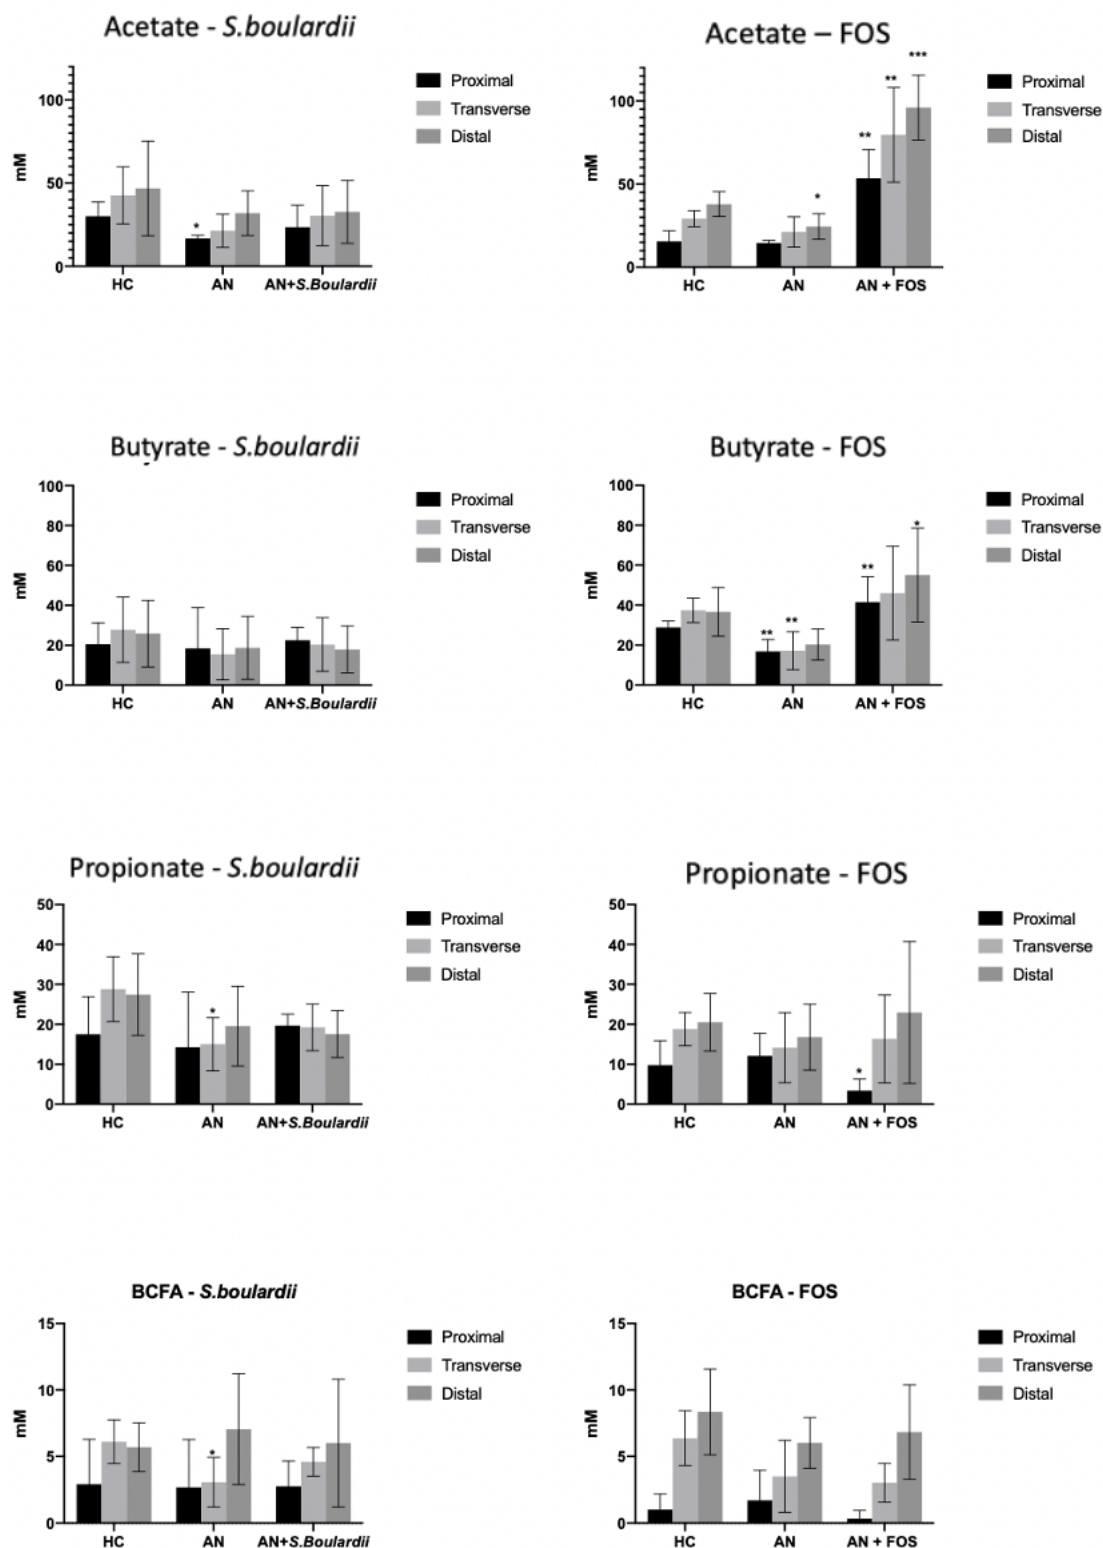 Acetate - S.boulardii
100
50
0
mM
*
HC
AN
AN+S.Boulardii
Proximal
Transverse
Distal
Acetate – FOS
100
50
0
mM
*
**
**
***
HC
AN
AN + FOS
Proximal
Transverse
Distal
Butyrate - S.boulardii
100
80
60
40
20
0
mM
HC
AN
AN+S.Boulardii
Proximal
Transverse
Distal
Butyrate - FOS
100
80
60
40
20
0
mM
**
**
**
*
HC
AN
AN + FOS
Proximal
Transverse
Distal
Propionate - S.boulardii
50
40
30
20
10
0
mM
*
HC
AN
AN+S.Boulardii
Proximal
Transverse
Distal
Propionate - FOS
50
40
30
20
10
0
mM
*
HC
AN
AN + FOS
Proximal
Transverse
Distal
BCFA - S.boulardii
15
10
5
0
mM
*
HC
AN
AN+S.Boulardii
Proximal
Transverse
Distal
BCFA - FOS
15
10
5
0
mM
HC
AN
AN + FOS
Proximal
Transverse
Distal